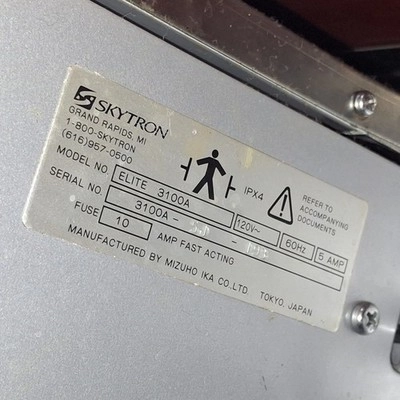 SKYTRON
GRAND RAPIDS, MI
1-800-SKYTRON
(616)957-0500
IPX4
REFER TO
ACCOMPANYING
DOCUMENTS
MODEL NO. ELITE 3100A 120V~ 60Hz 5 AMP
SERIAL NO. 3100A-
FUSE 10 AMP FAST ACTING
MANUFACTURED BY MIZUHO IKA CO.LTD. TOKYO, JAPAN